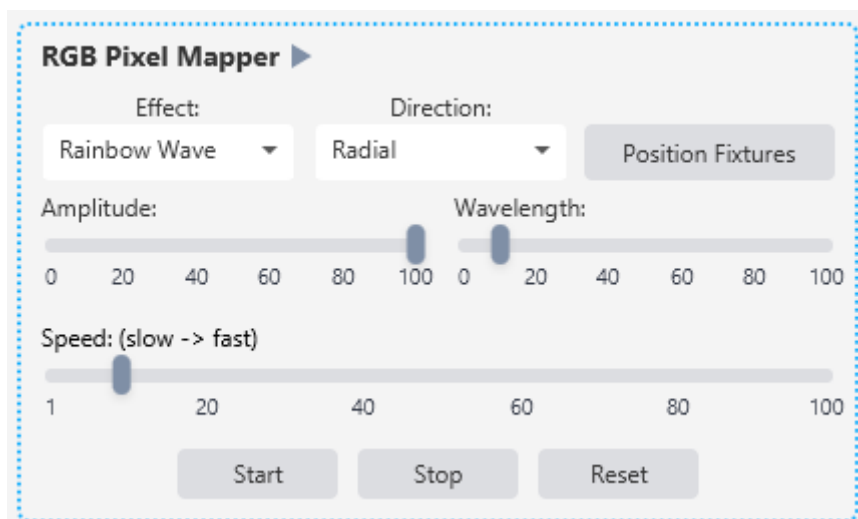 RGB Pixel Mapper
Effect: Direction:
Rainbow Wave Radial Position Fixtures
Amplitude: Wavelength:
0 20 40 60 80 100 0 20 40 60 80 100
Speed: (slow -> fast)
1 20 40 60 80 100
Start Stop Reset